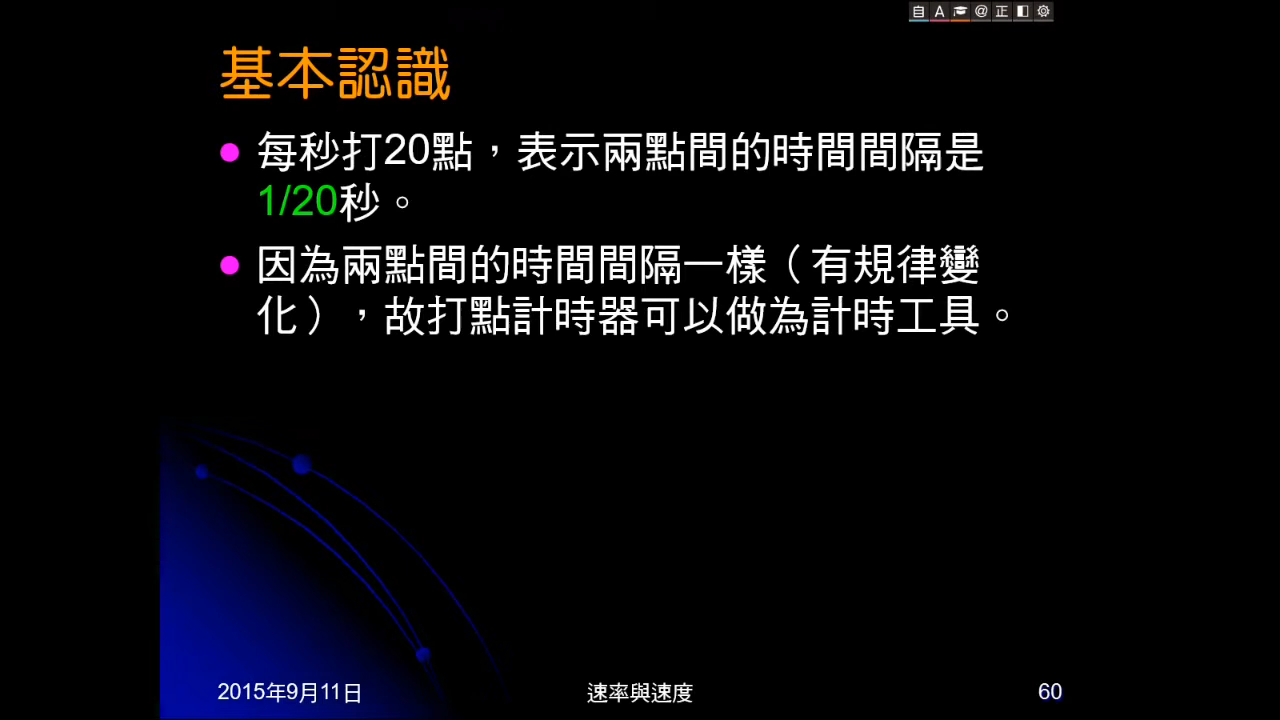 自 A @ 正
基本認識
每秒打20點，表示兩點間的時間間隔是
1/20秒。
因為兩點間的時間間隔一樣（有規律變
化），故打點計時器可以做為計時工具。
2015年9月11日 速率與速度 60